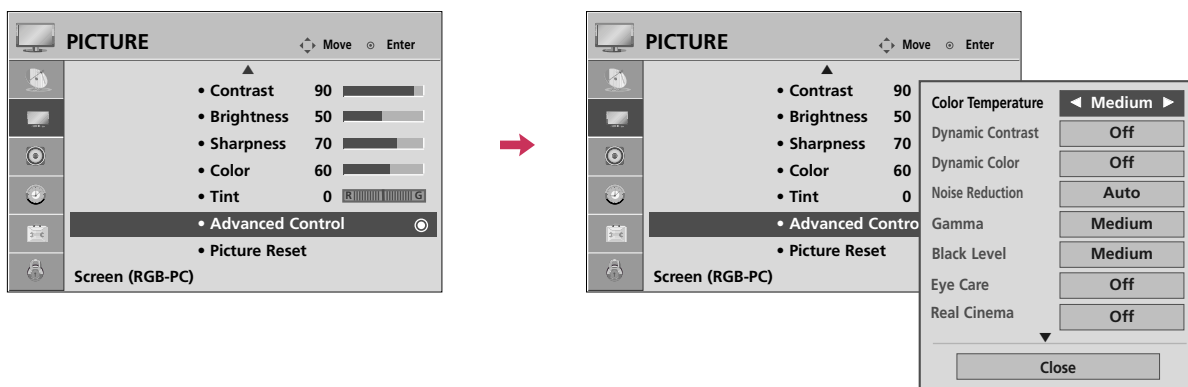 PICTURE
Move Enter
• Contrast 90
• Brightness 50
• Sharpness 70
• Color 60
• Tint 0 R G
• Advanced Control
• Picture Reset
Screen (RGB-PC)
PICTURE
Move Enter
• Contrast 90
• Brightness 50
• Sharpness 70
• Color 60
• Tint 0
• Advanced Contro
• Picture Reset
Screen (RGB-PC)
Color Temperature ◄ Medium ►
Dynamic Contrast Off
Dynamic Color Off
Noise Reduction Auto
Gamma Medium
Black Level Medium
Eye Care Off
Real Cinema Off
Close